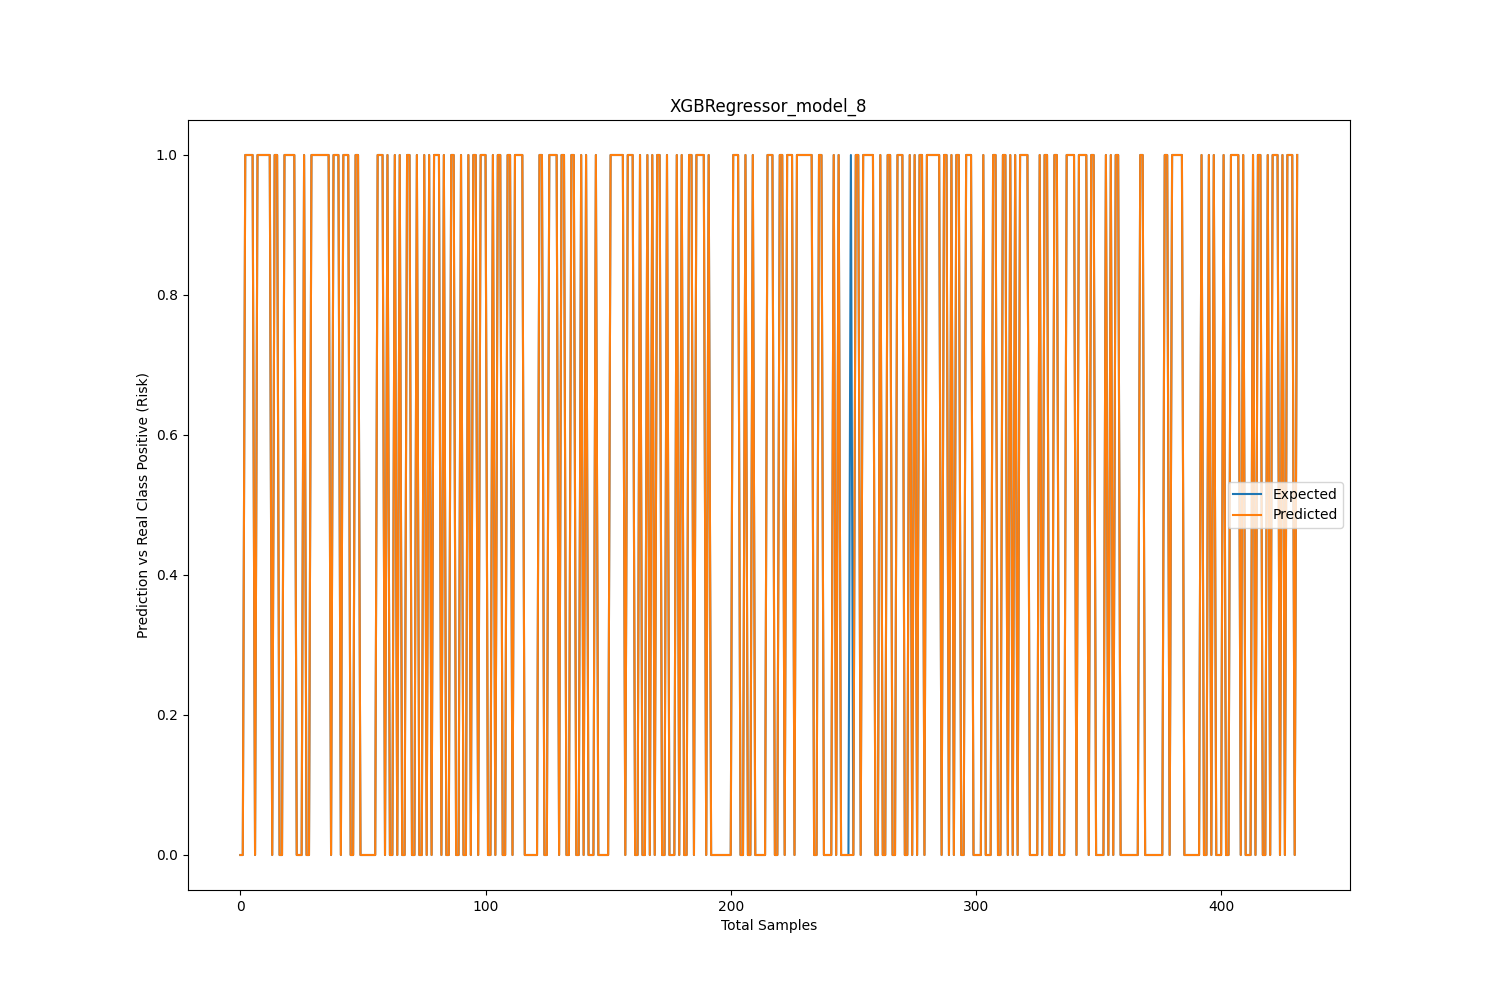 XGBRegressor_model_8
1.0
0.8
0.6
0.4
0.2
0.0
Prediction vs Real Class Positive (Risk)
Expected
Predicted
0
100
200
300
400
Total Samples